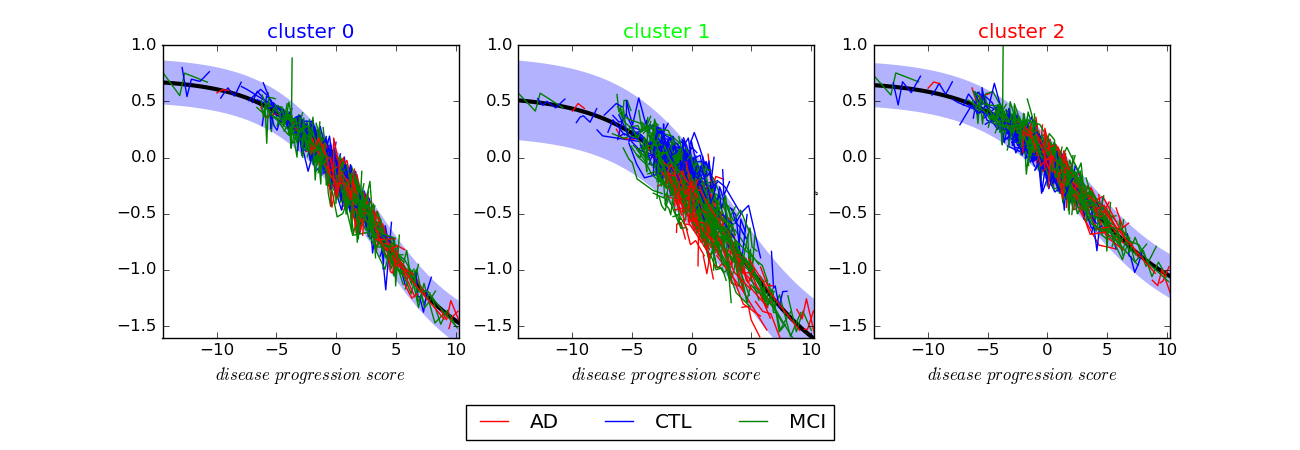 cluster 0 cluster 1 cluster 2
1.0 1.0 1.0
0.5 0.5 0.5
0.0 0.0 0.0
−0.5 −0.5 −0.5
−1.0 −1.0 −1.0
−1.5 −1.5 −1.5
−10 −5 0 5 10 −10 −5 0 5 10 −10 −5 0 5 10
disease progression score disease progression score disease progression score
AD CTL MCI